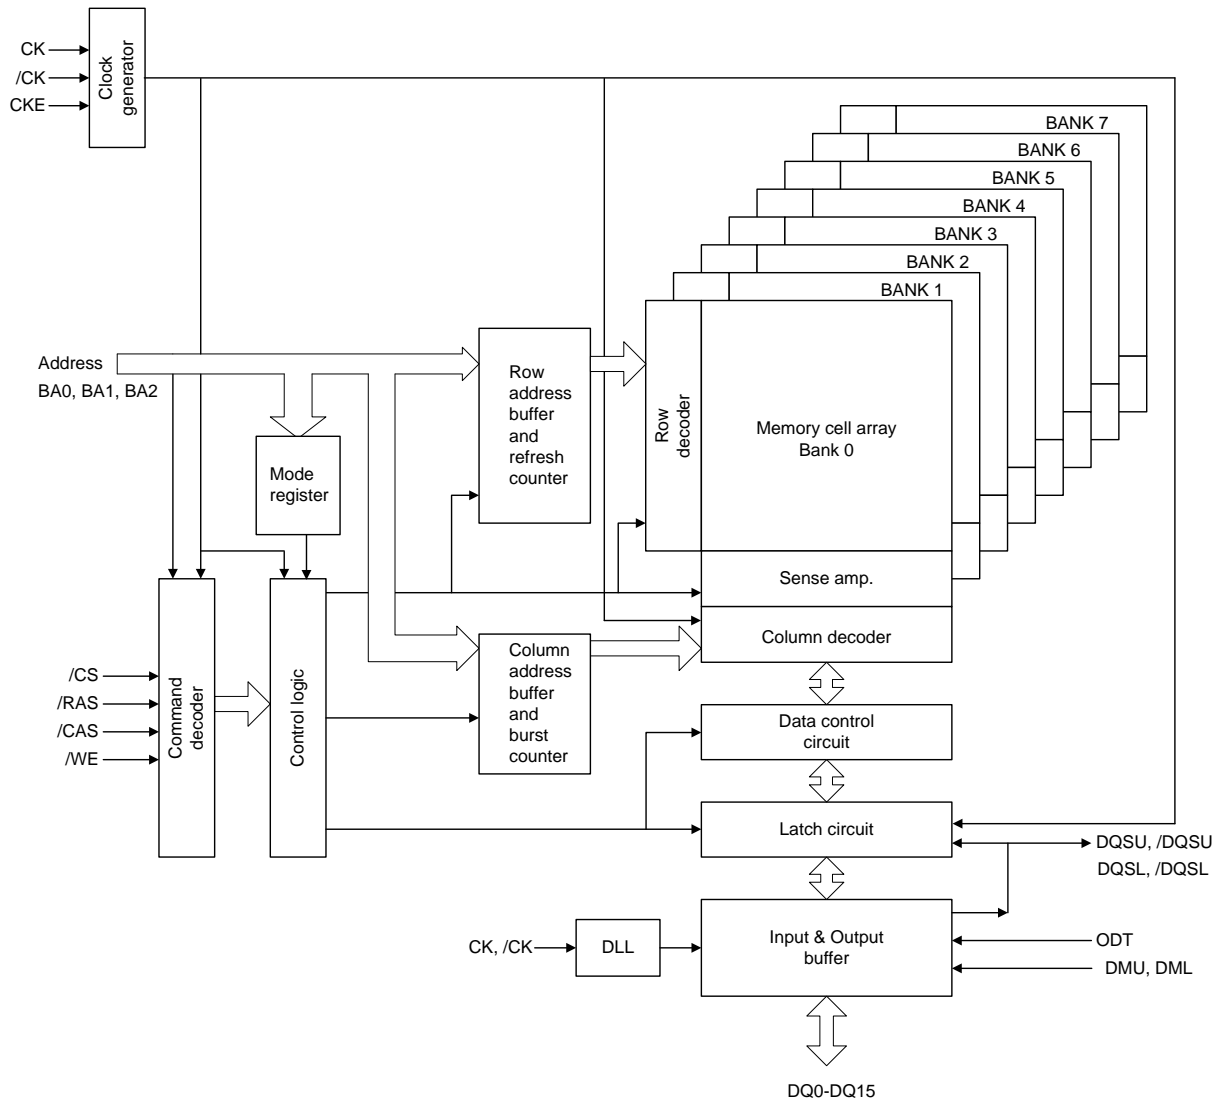 CK
/CK
CKE
Clock
generator
BANK 7
BANK 6
BANK 5
BANK 4
BANK 3
BANK 2
BANK 1
Address
BA0, BA1, BA2
Mode
register
Row
address
buffer
and
refresh
counter
Row
decoder
Memory cell array
Bank 0
Sense amp.
Column decoder
/CS
/RAS
/CAS
/WE
Command
decoder
Control logic
Column
address
buffer
and
burst
counter
Data control
circuit
Latch circuit
DQSU, /DQSU
DQSL, /DQSL
CK, /CK
DLL
Input & Output
buffer
ODT
DMU, DML
DQ0-DQ15